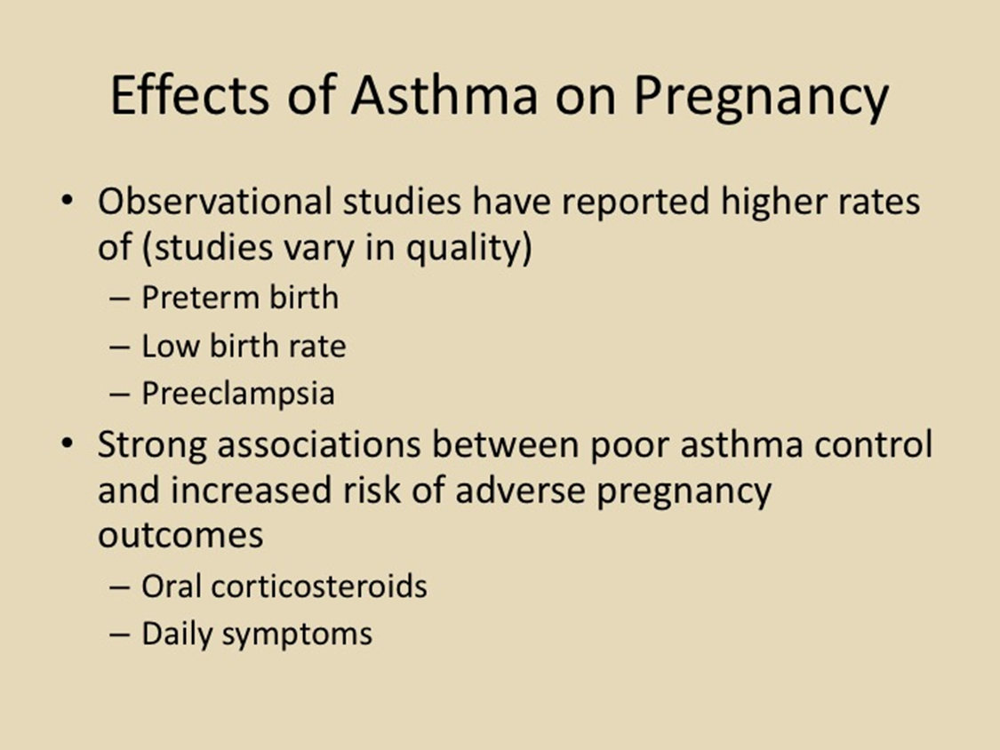 Effects of Asthma on Pregnancy
• Observational studies have reported higher rates
of (studies vary in quality)
– Preterm birth
– Low birth rate
– Preeclampsia
• Strong associations between poor asthma control
and increased risk of adverse pregnancy
outcomes
– Oral corticosteroids
– Daily symptoms